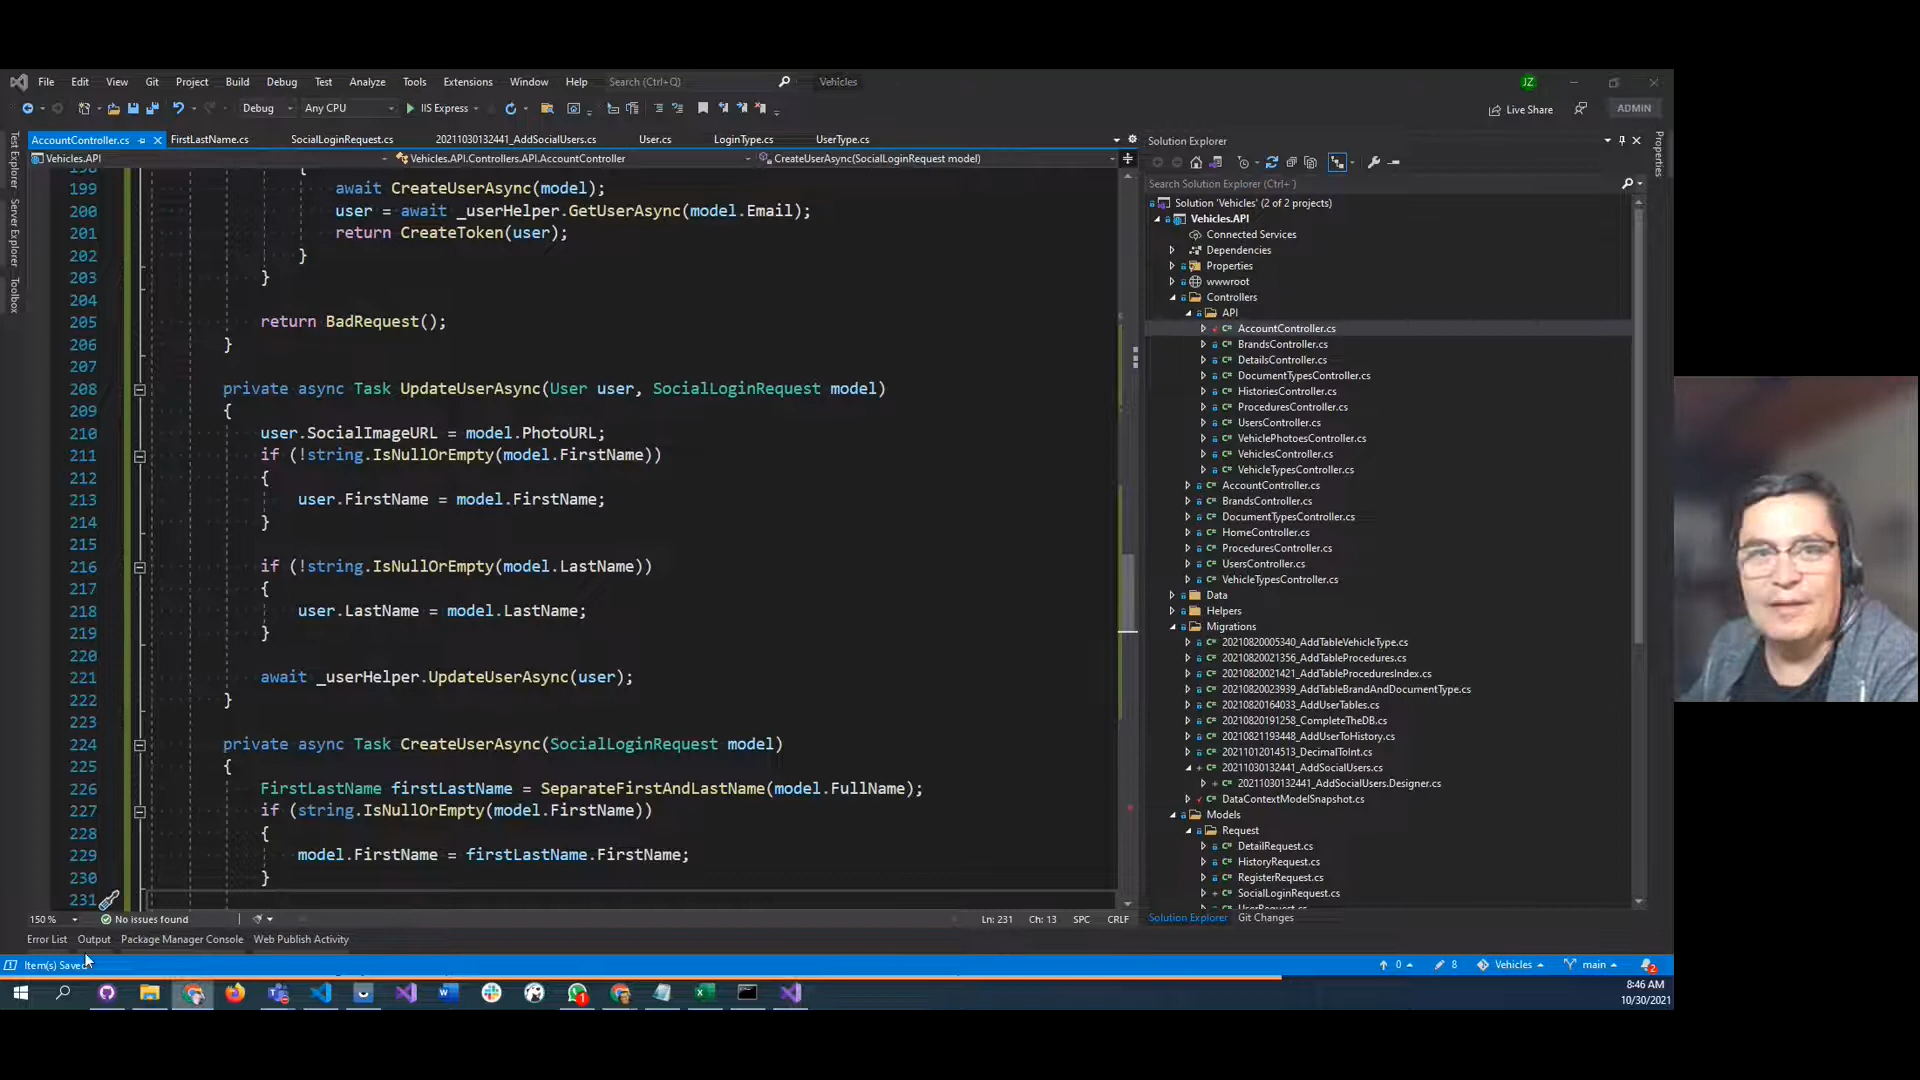 File Edit View Git Project Build Debug Test Analyze Tools Extensions Window Help Search (Ctrl+Q) Vehicles JZ
Debug Any CPU IIS Express Live Share ADMIN
AccountController.cs FirstLastName.cs SocialLoginRequest.cs 20211030132441_AddSocialUsers.cs User.cs LoginType.cs UserType.cs
Vehicles.API Vehicles.API.Controllers.API.AccountController CreateUserAsync(SocialLoginRequest model)
Test Explorer
Server Explorer
Toolbox
198 {
199 await CreateUserAsync(model);
200 user = await _userHelper.GetUserAsync(model.Email);
201 return CreateToken(user);
202 }
203 }
204
205 return BadRequest();
206 }
207
208 private async Task UpdateUserAsync(User user, SocialLoginRequest model)
209 {
210 user.SocialImageURL = model.PhotoURL;
211 if (!string.IsNullOrEmpty(model.FirstName))
212 {
213 user.FirstName = model.FirstName;
214 }
215
216 if (!string.IsNullOrEmpty(model.LastName))
217 {
218 user.LastName = model.LastName;
219 }
220
221 await _userHelper.UpdateUserAsync(user);
222 }
223
224 private async Task CreateUserAsync(SocialLoginRequest model)
225 {
226 FirstLastName firstLastName = SeparateFirstAndLastName(model.FullName);
227 if (string.IsNullOrEmpty(model.FirstName))
228 {
229 model.FirstName = firstLastName.FirstName;
230 }
231
150 % No issues found Ln: 231 Ch: 13 SPC CRLF
Error List Output Package Manager Console Web Publish Activity
Item(s) Saved
Solution Explorer
Search Solution Explorer (Ctrl+ )
Solution 'Vehicles' (2 of 2 projects)
Vehicles.API
Connected Services
Dependencies
Properties
wwwroot
Controllers
API
AccountController.cs
BrandsController.cs
DetailsController.cs
DocumentTypesController.cs
HistoriesController.cs
ProceduresController.cs
UsersController.cs
VehiclePhotoesController.cs
VehiclesController.cs
VehicleTypesController.cs
AccountController.cs
BrandsController.cs
DocumentTypesController.cs
HomeController.cs
ProceduresController.cs
UsersController.cs
VehicleTypesController.cs
Data
Helpers
Migrations
20210820005340_AddTableVehicleType.cs
20210820021356_AddTableProcedures.cs
20210820021421_AddTableProceduresIndex.cs
20210820023939_AddTableBrandAndDocumentType.cs
20210820164033_AddUserTables.cs
20210820191258_CompleteTheDB.cs
20210821193448_AddUserToHistory.cs
20211012014513_DecimalToInt.cs
20211030132441_AddSocialUsers.cs
20211030132441_AddSocialUsers.Designer.cs
DataContextModelSnapshot.cs
Models
Request
DetailRequest.cs
HistoryRequest.cs
RegisterRequest.cs
SocialLoginRequest.cs
UserRequest.cs
Solution Explorer Git Changes
Properties
0 8 Vehicles main 2
1
8:46 AM
10/30/2021